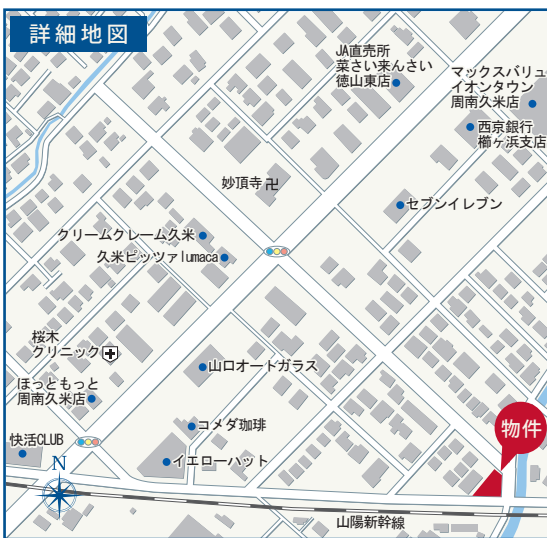 詳細地図
JA直売所
菜さい来んさい
徳山東店
マックスバリュ
イオンタウン
周南久米店
西京銀行
櫛ヶ浜支店
妙頂寺卍
セブンイレブン
クリームクレーム久米
久米ピッツァlumaca
桜木
クリニック
山口オートガラス
ほっともっと
周南久米店
コメダ珈琲
物件
快活CLUB
イエローハット
N
山陽新幹線